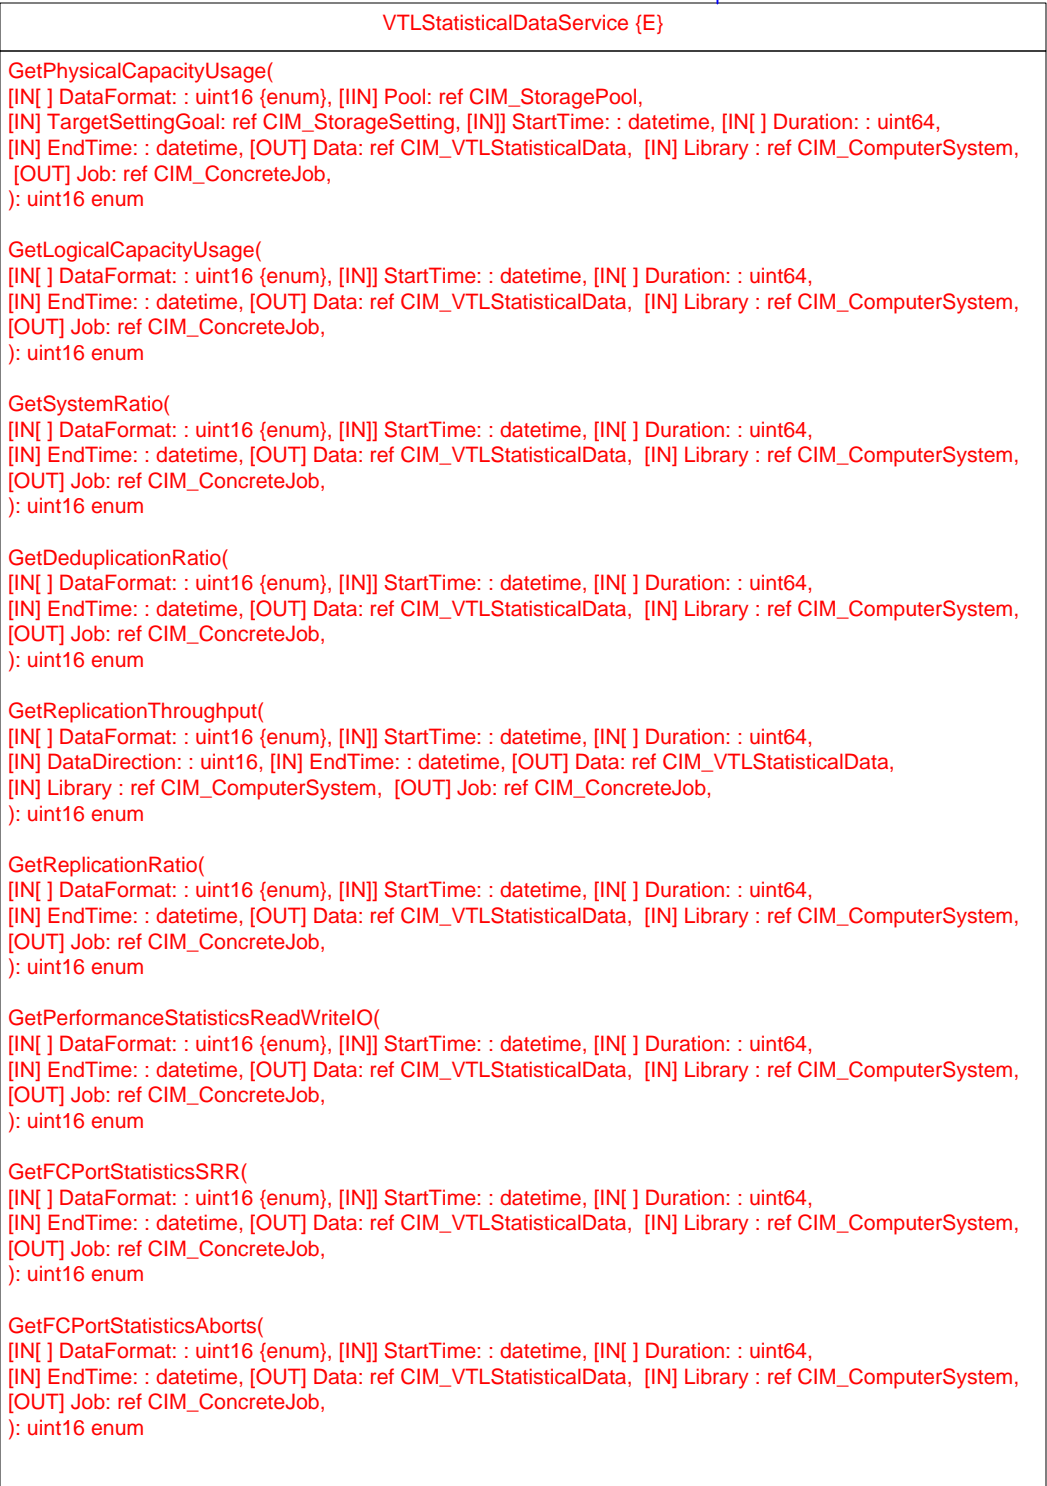 VTLStatisticalDataService {E}
GetPhysicalCapacityUsage(
[IN[ ] DataFormat: : uint16 {enum}, [IIN] Pool: ref CIM_StoragePool,
[IN] TargetSettingGoal: ref CIM_StorageSetting, [IN]] StartTime: : datetime, [IN[ ] Duration: : uint64,
[IN] EndTime: : datetime, [OUT] Data: ref CIM_VTLStatisticalData,  [IN] Library : ref CIM_ComputerSystem,
[OUT] Job: ref CIM_ConcreteJob,
): uint16 enum
GetLogicalCapacityUsage(
[IN[ ] DataFormat: : uint16 {enum}, [IN]] StartTime: : datetime, [IN[ ] Duration: : uint64,
[IN] EndTime: : datetime, [OUT] Data: ref CIM_VTLStatisticalData,  [IN] Library : ref CIM_ComputerSystem,
[OUT] Job: ref CIM_ConcreteJob,
): uint16 enum
GetSystemRatio(
[IN[ ] DataFormat: : uint16 {enum}, [IN]] StartTime: : datetime, [IN[ ] Duration: : uint64,
[IN] EndTime: : datetime, [OUT] Data: ref CIM_VTLStatisticalData,  [IN] Library : ref CIM_ComputerSystem,
[OUT] Job: ref CIM_ConcreteJob,
): uint16 enum
GetDeduplicationRatio(
[IN[ ] DataFormat: : uint16 {enum}, [IN]] StartTime: : datetime, [IN[ ] Duration: : uint64,
[IN] EndTime: : datetime, [OUT] Data: ref CIM_VTLStatisticalData,  [IN] Library : ref CIM_ComputerSystem,
[OUT] Job: ref CIM_ConcreteJob,
): uint16 enum
GetReplicationThroughput(
[IN[ ] DataFormat: : uint16 {enum}, [IN]] StartTime: : datetime, [IN[ ] Duration: : uint64,
[IN] DataDirection: : uint16, [IN] EndTime: : datetime, [OUT] Data: ref CIM_VTLStatisticalData,
[IN] Library : ref CIM_ComputerSystem,  [OUT] Job: ref CIM_ConcreteJob,
): uint16 enum
GetReplicationRatio(
[IN[ ] DataFormat: : uint16 {enum}, [IN]] StartTime: : datetime, [IN[ ] Duration: : uint64,
[IN] EndTime: : datetime, [OUT] Data: ref CIM_VTLStatisticalData,  [IN] Library : ref CIM_ComputerSystem,
[OUT] Job: ref CIM_ConcreteJob,
): uint16 enum
GetPerformanceStatisticsReadWriteIO(
[IN[ ] DataFormat: : uint16 {enum}, [IN]] StartTime: : datetime, [IN[ ] Duration: : uint64,
[IN] EndTime: : datetime, [OUT] Data: ref CIM_VTLStatisticalData,  [IN] Library : ref CIM_ComputerSystem,
[OUT] Job: ref CIM_ConcreteJob,
): uint16 enum
GetFCPortStatisticsSRR(
[IN[ ] DataFormat: : uint16 {enum}, [IN]] StartTime: : datetime, [IN[ ] Duration: : uint64,
[IN] EndTime: : datetime, [OUT] Data: ref CIM_VTLStatisticalData,  [IN] Library : ref CIM_ComputerSystem,
[OUT] Job: ref CIM_ConcreteJob,
): uint16 enum
GetFCPortStatisticsAborts(
[IN[ ] DataFormat: : uint16 {enum}, [IN]] StartTime: : datetime, [IN[ ] Duration: : uint64,
[IN] EndTime: : datetime, [OUT] Data: ref CIM_VTLStatisticalData,  [IN] Library : ref CIM_ComputerSystem,
[OUT] Job: ref CIM_ConcreteJob,
): uint16 enum